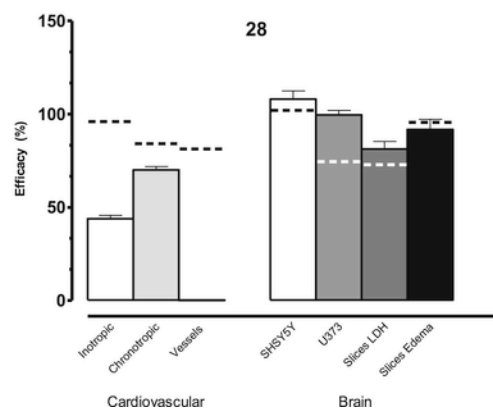 28
150
100
50
0
Efficacy (%)
Inotropic
Chronotropic
Vessels
SHSY5Y
U373
Slices LDH
Slices Edema
Cardiovascular
Brain